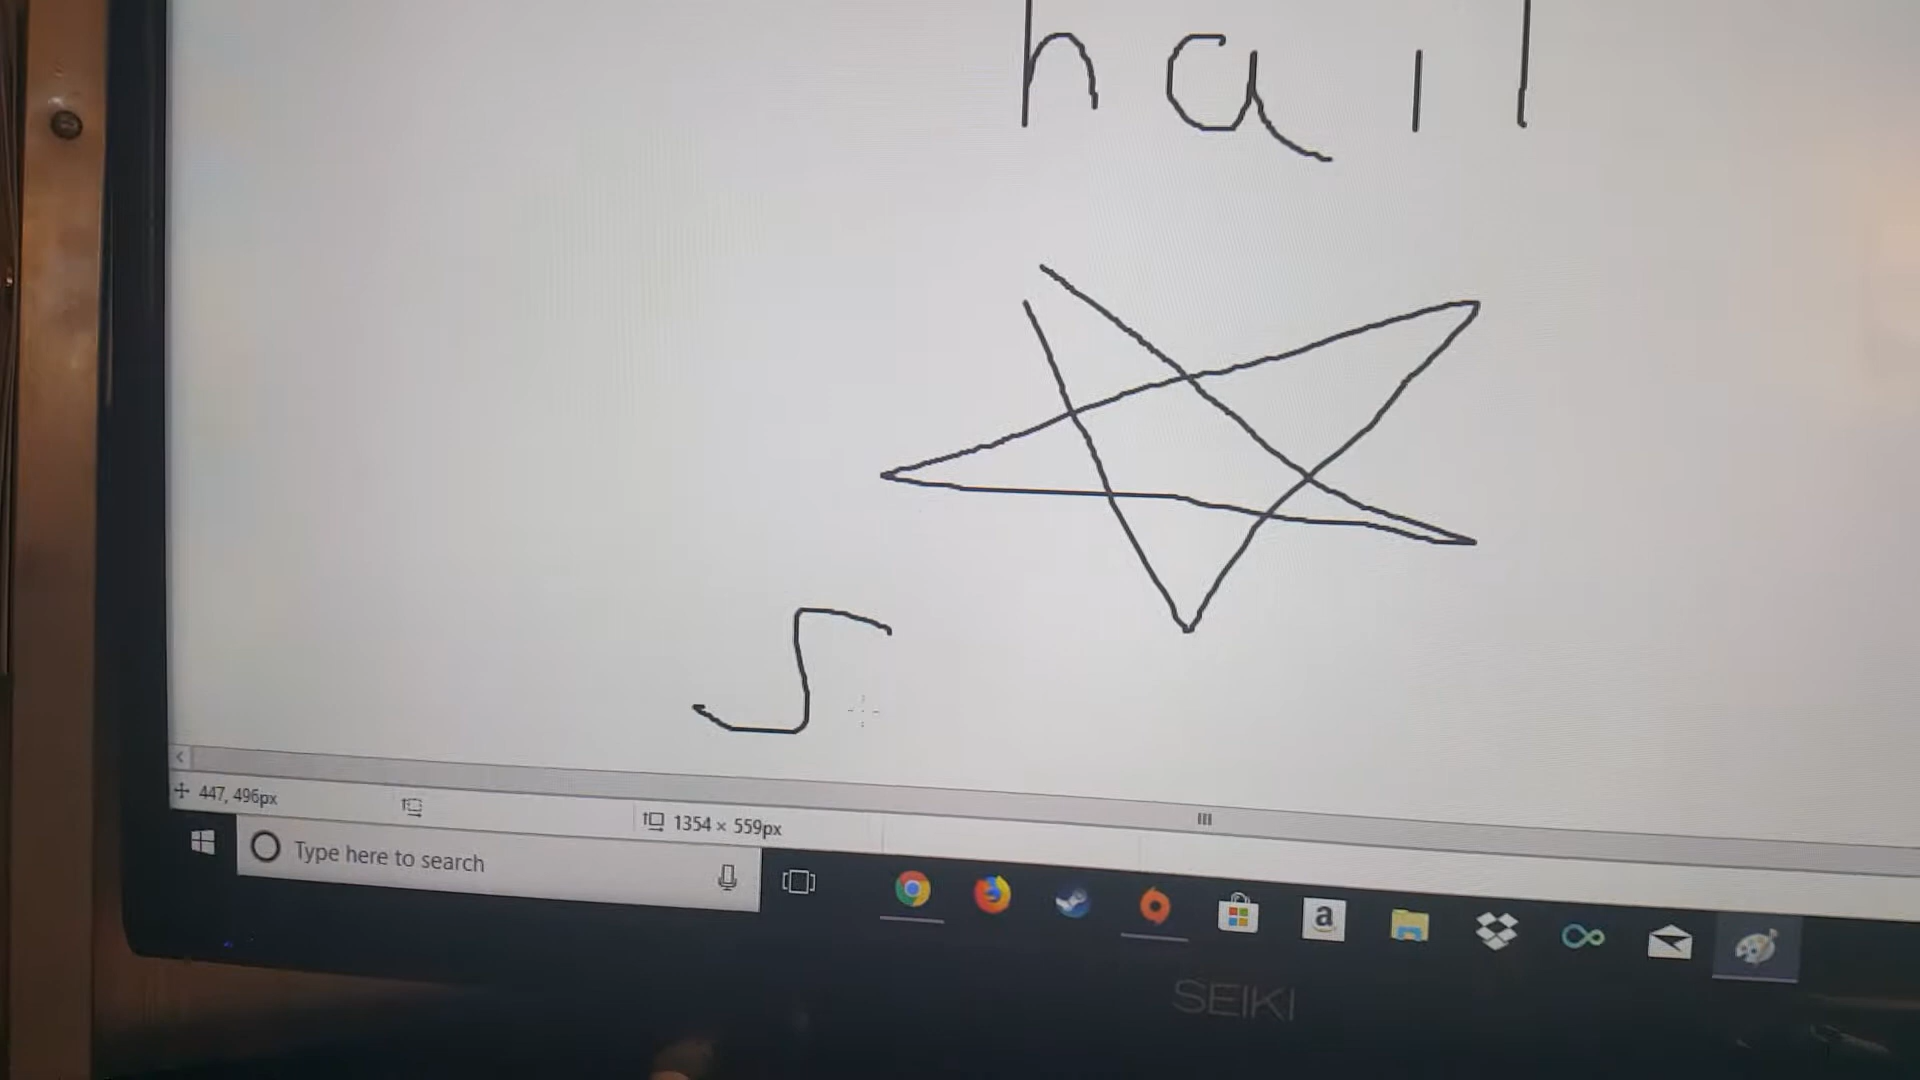 hail
S
447, 496px
1354 × 559px
Type here to search
a
SEIKI